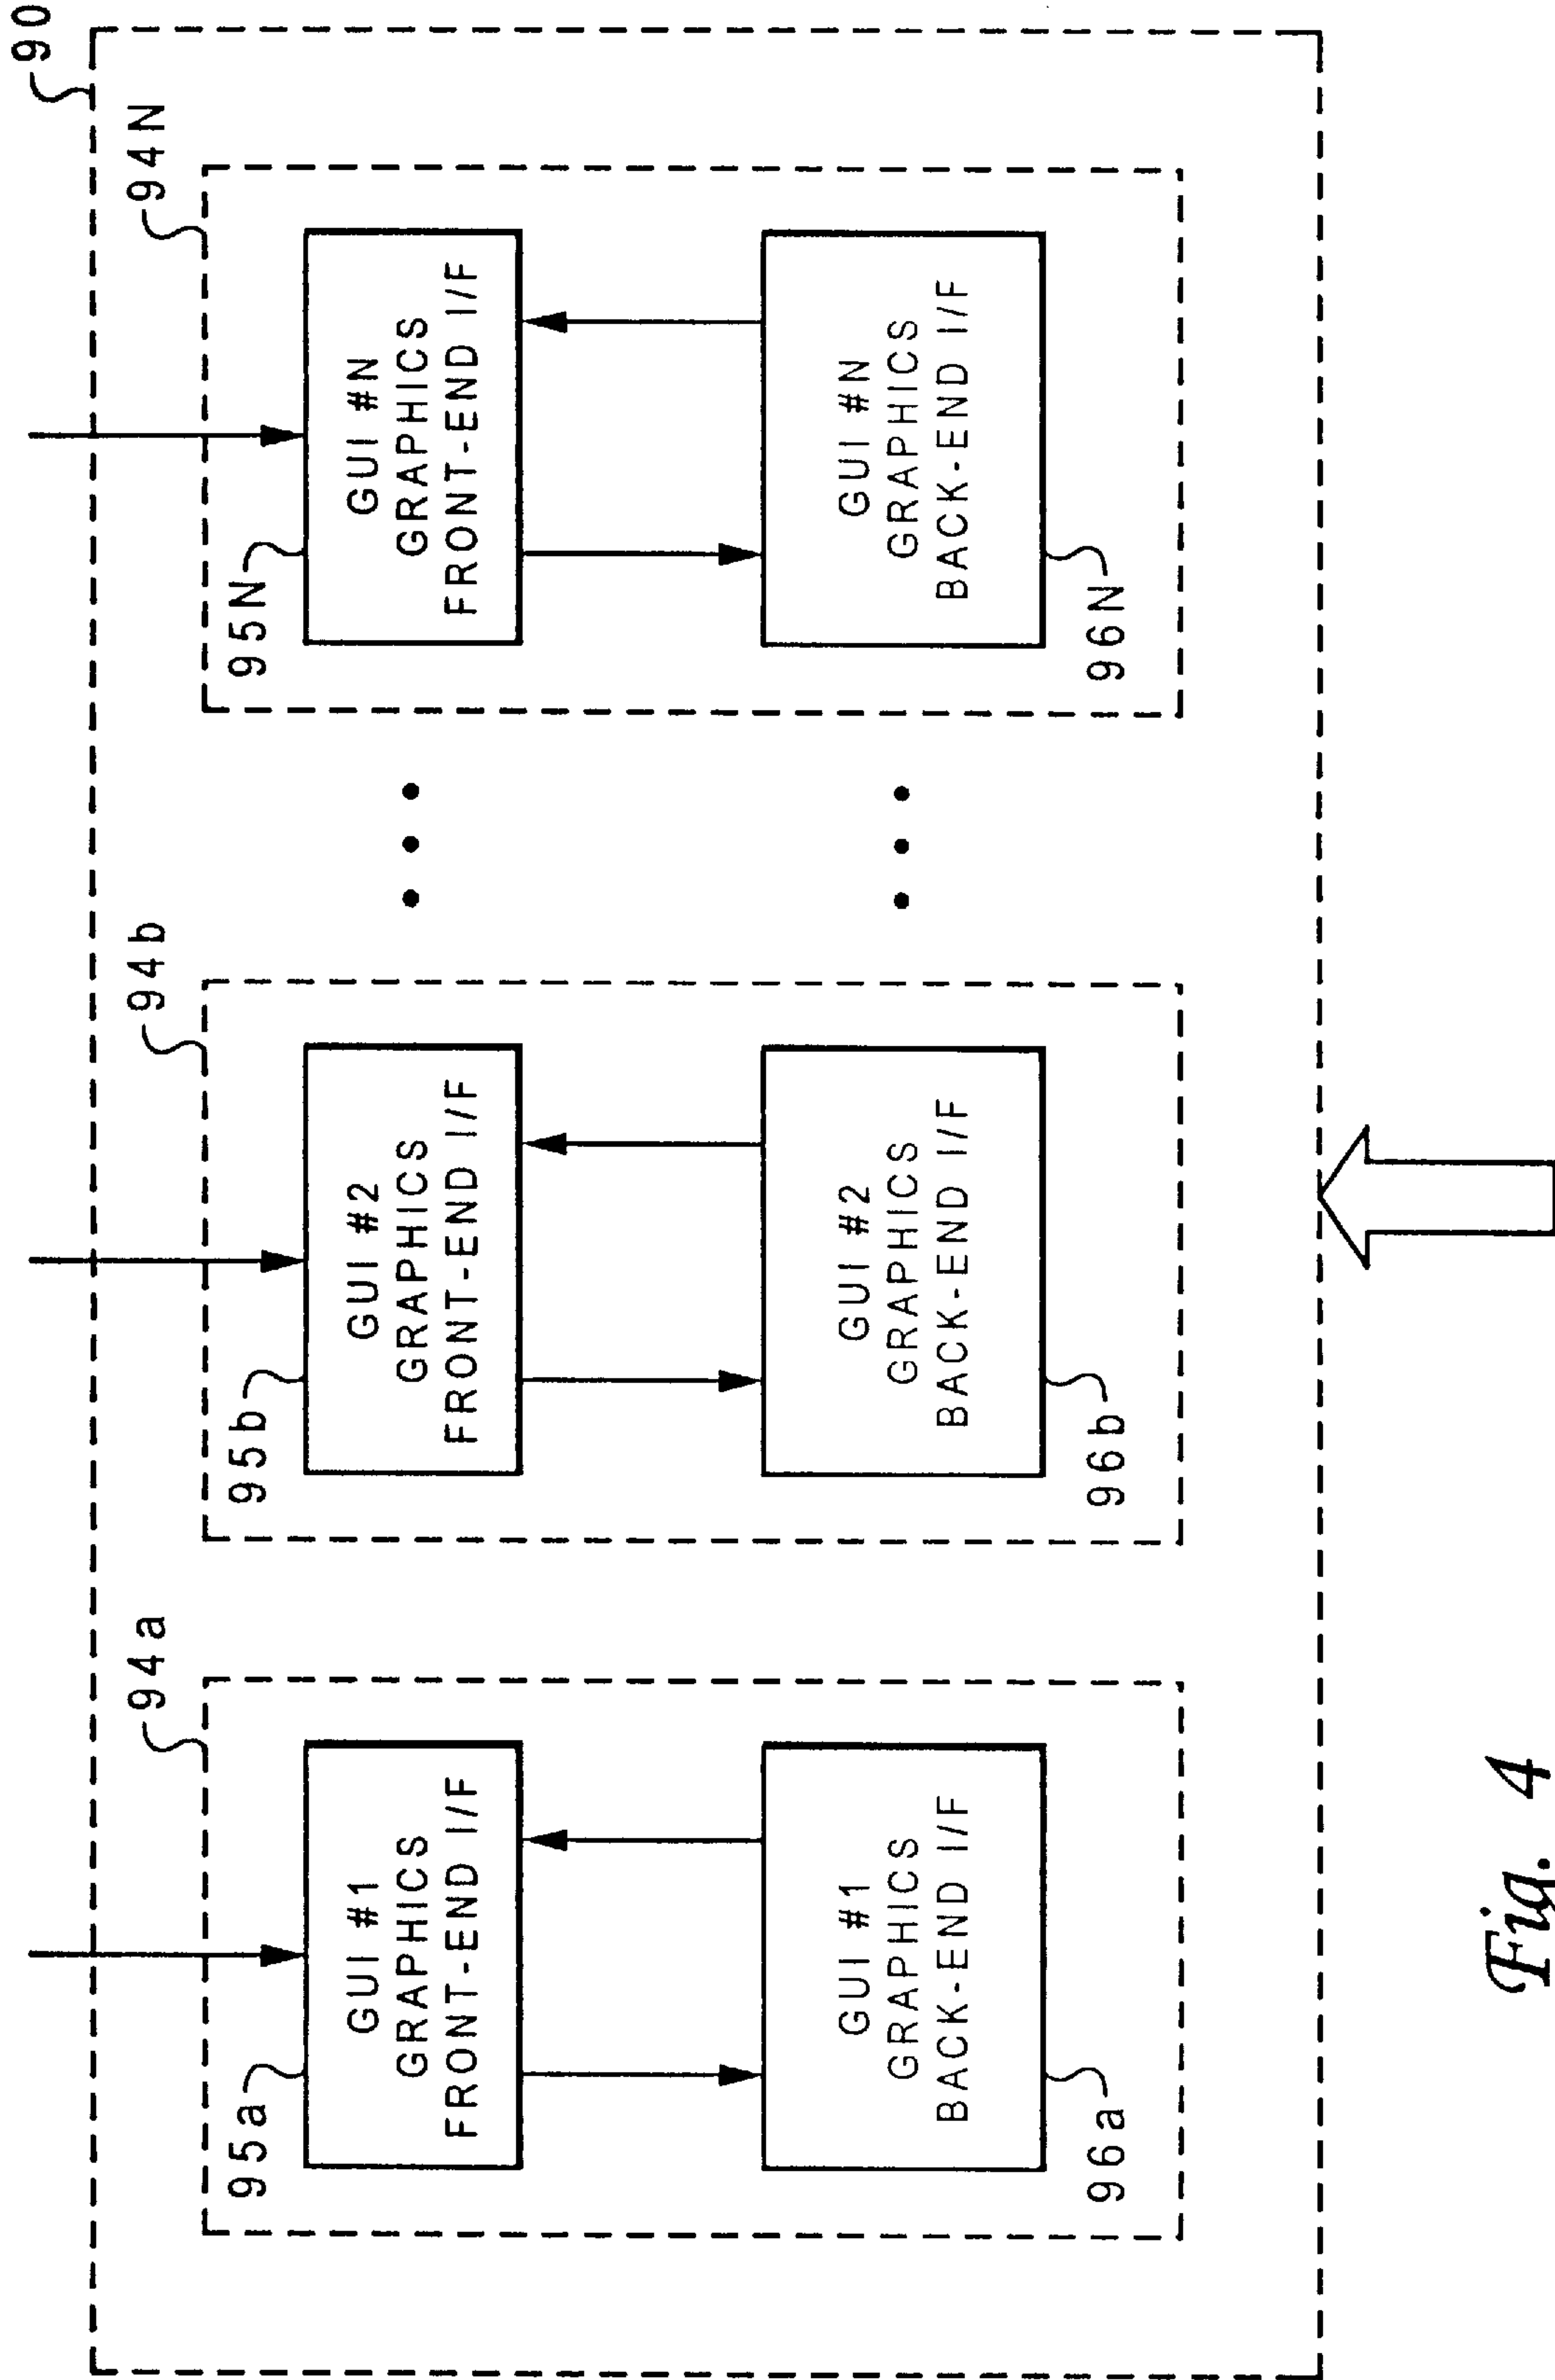 90
94a
94b
94N
95a
GUI #1
GRAPHICS
FRONT-END I/F
95b
GUI #2
GRAPHICS
FRONT-END I/F
95N
GUI #N
GRAPHICS
FRONT-END I/F
GUI #1
GRAPHICS
BACK-END I/F
96a
GUI #2
GRAPHICS
BACK-END I/F
96b
GUI #N
GRAPHICS
BACK-END I/F
96N
Fig. 4